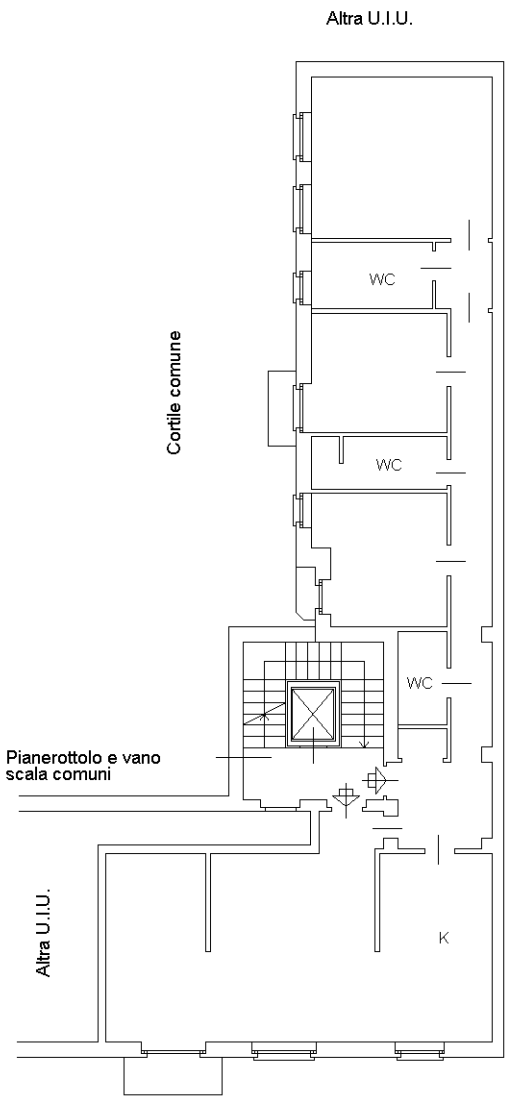 Altra U.I.U.
WC
Cortile comune
WC
WC
Pianerottolo e vano
scala comuni
Altra U.I.U.
K